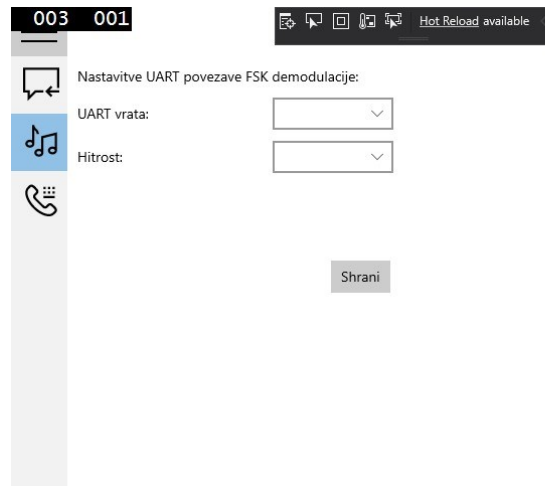 003 001
Hot Reload available
Nastavitve UART povezave FSK demodulacije:
UART vrata:
Hitrost:
Shrani